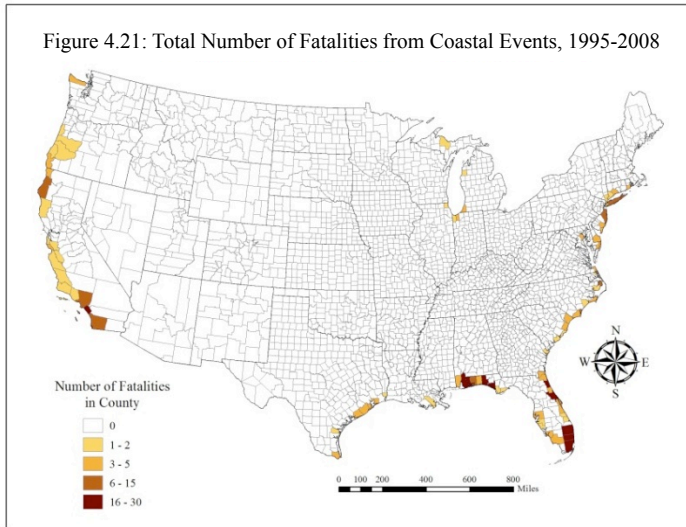 Figure 4.21: Total Number of Fatalities from Coastal Events, 1995-2008
N
W
E
S
Number of Fatalities
in County
0
1 - 2
3 - 5
6 - 15
16 - 30
0 100 200 400 600 800
Miles